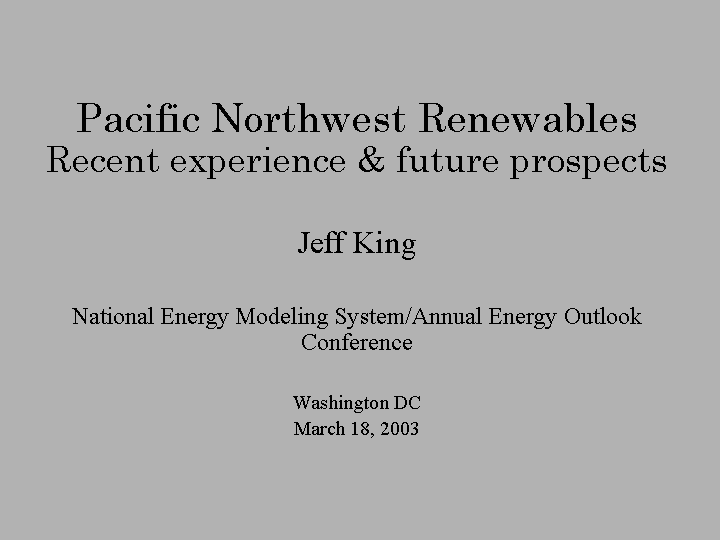 Pacific Northwest Renewables
Recent experience & future prospects
Jeff King
National Energy Modeling System/Annual Energy Outlook
Conference
Washington DC
March 18, 2003